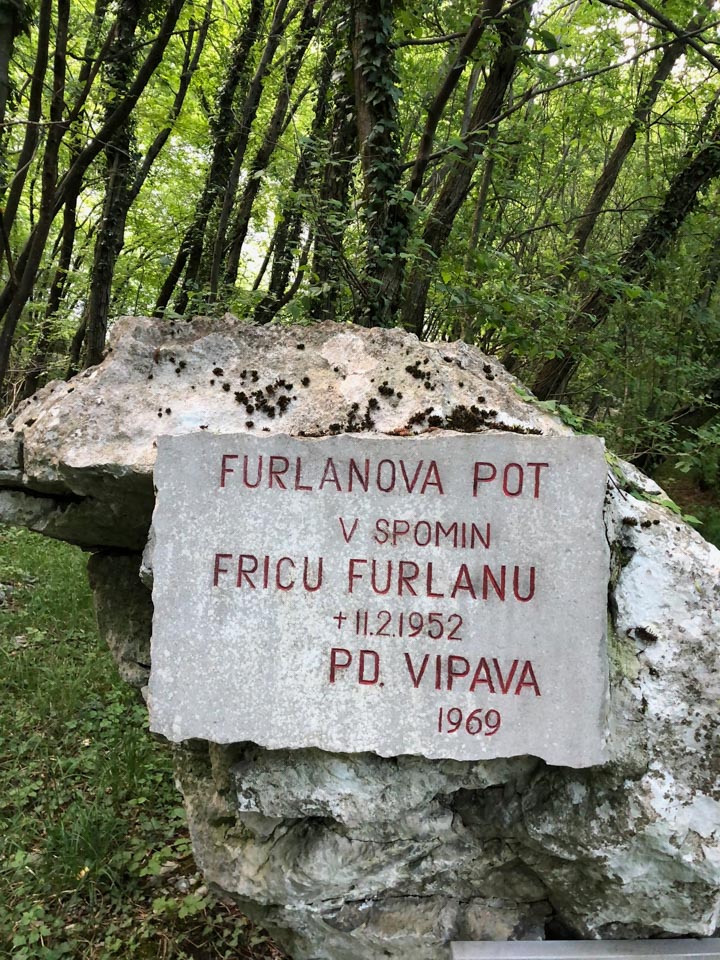 FURLANOVA POT
V SPOMIN
FRICU FURLANU
+11.2.1952
PD. VIPAVA
1969